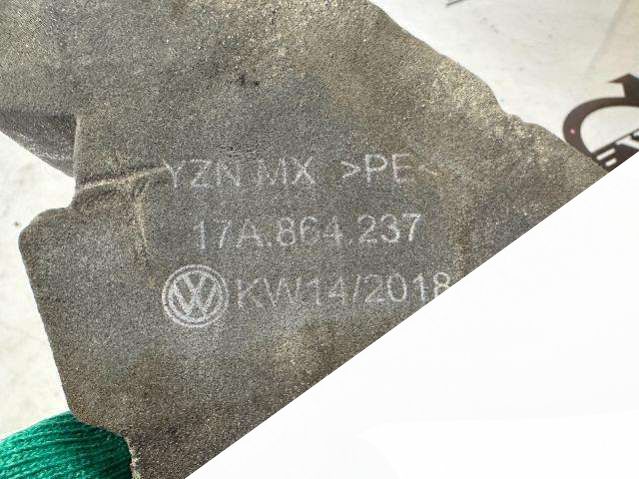 YZN MX >PE<
17A.864.237
KW14/2018